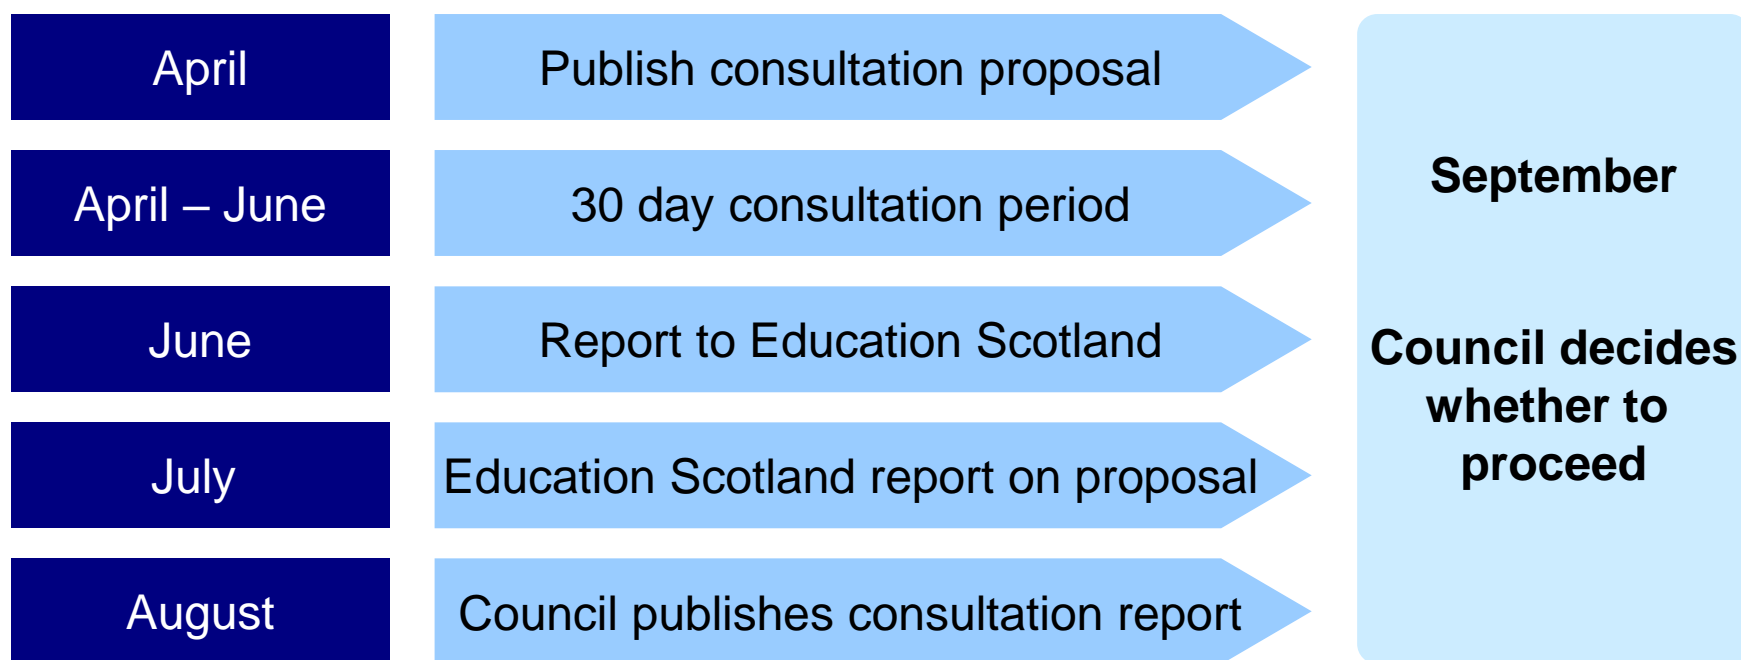 April
Publish consultation proposal
April – June
30 day consultation period
June
Report to Education Scotland
July
Education Scotland report on proposal
August
Council publishes consultation report
September
Council decides
whether to
proceed